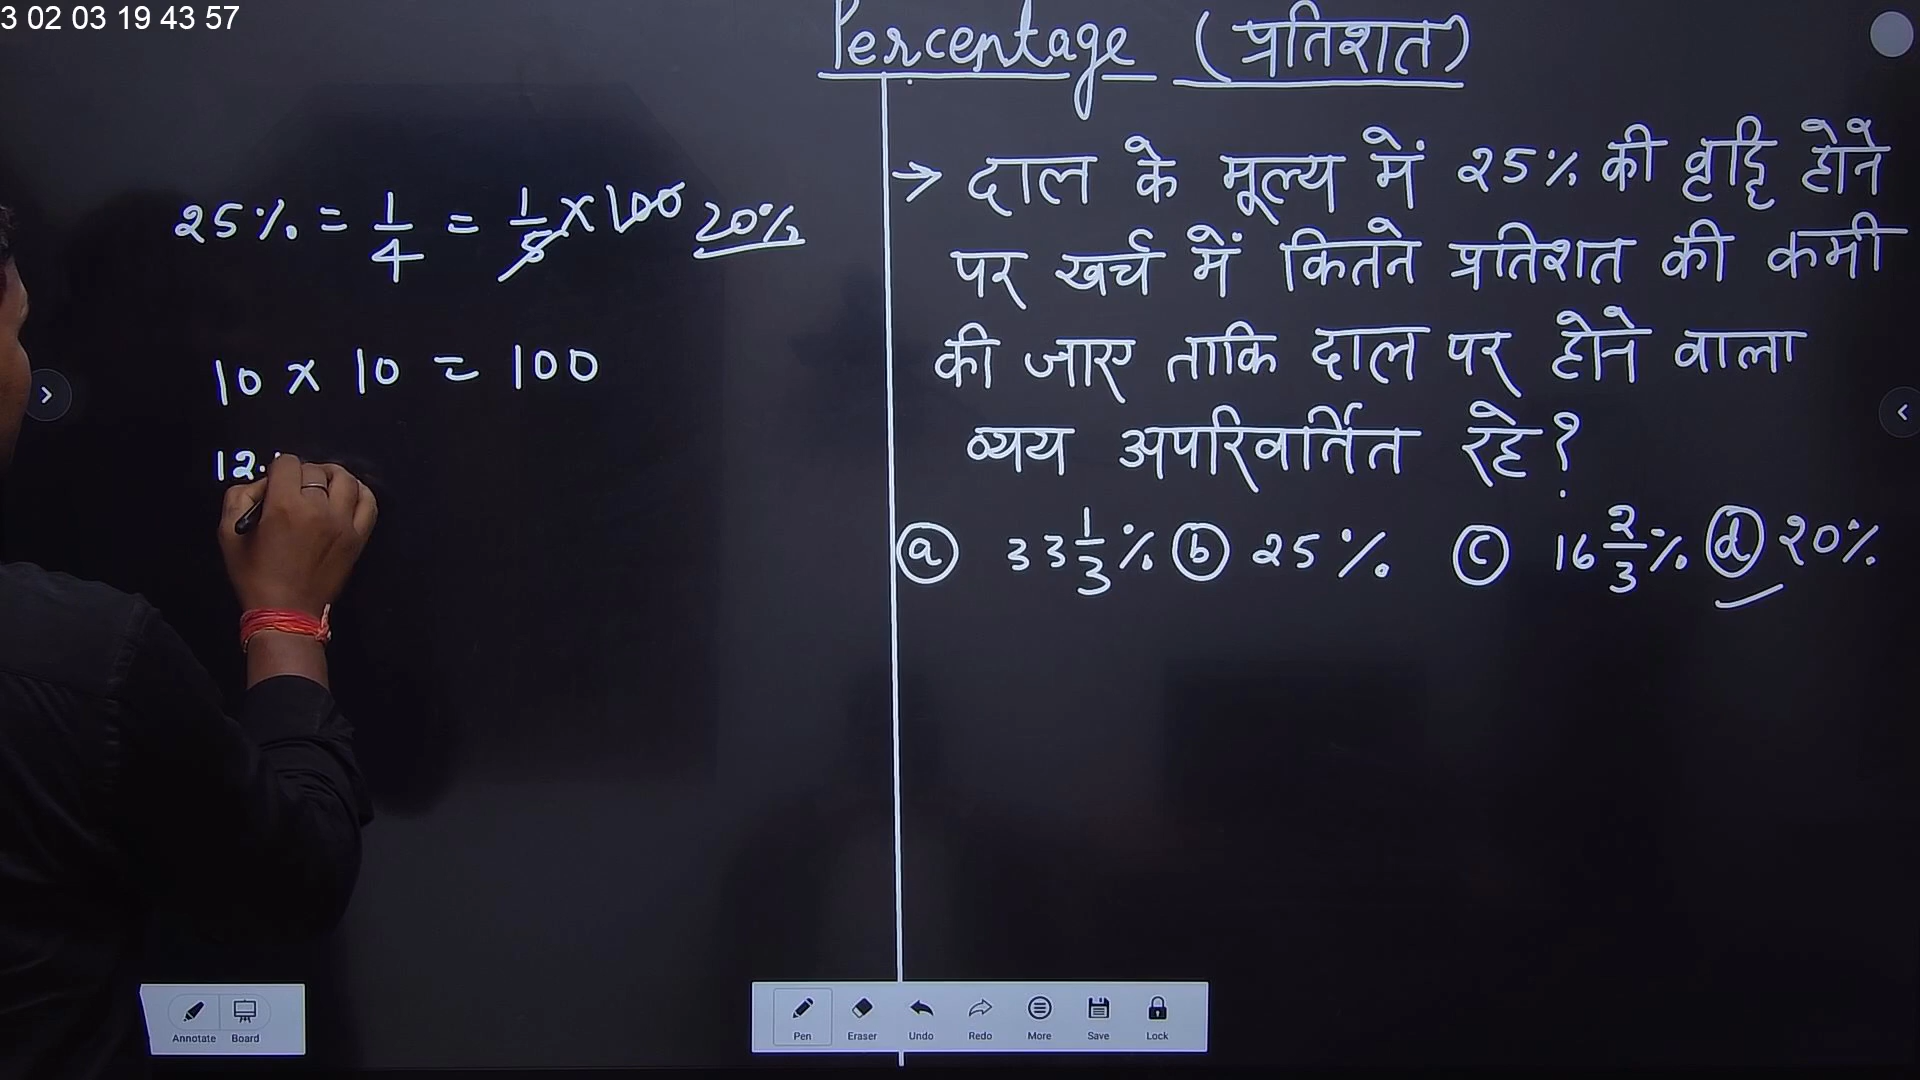 3 02 03 19 43 57
Percentage (प्रतिशत)
25% = 1/4 = 1/5 × 100 20%
10 × 10 = 100
12.
→ दाल के मूल्य में 25% की वृद्दि होने
पर खर्च में कितने प्रतिशत की कमी
की जाए ताकि दाल पर होने वाला
व्यय अपरिवर्तित रहे?
(a) 33 1/3 % (b) 25% (c) 16 2/3 % (d) 20%
Annotate Board
Pen Eraser Undo Redo More Save Lock